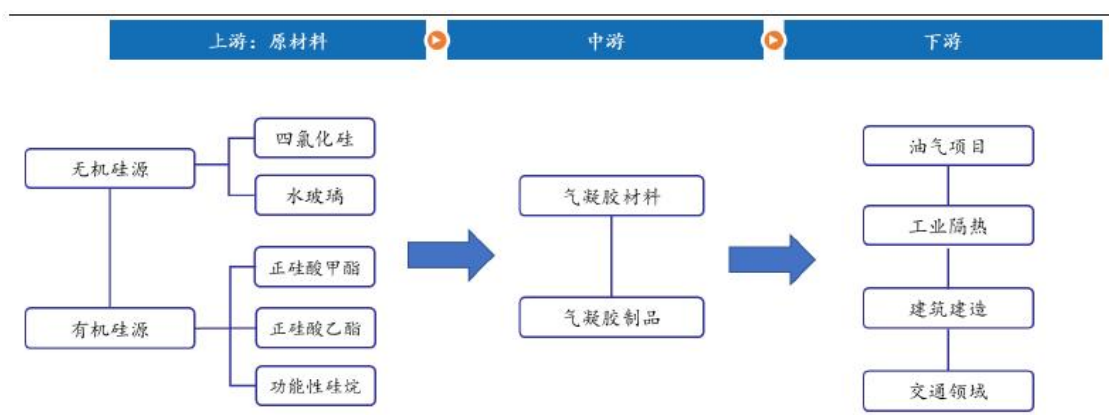 上游：原材料
中游
下游
无机硅源
四氯化硅
水玻璃
有机硅源
正硅酸甲酯
正硅酸乙酯
功能性硅烷
气凝胶材料
气凝胶制品
油气项目
工业隔热
建筑建造
交通领域